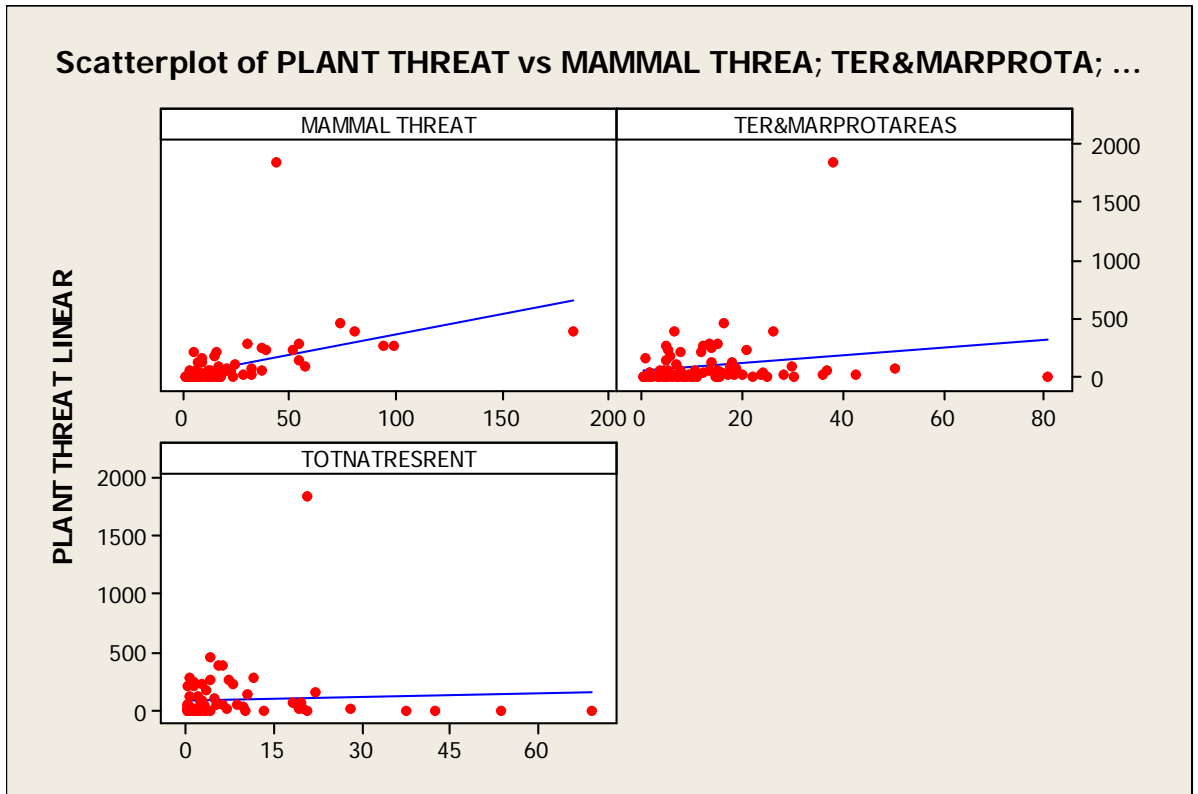 Scatterplot of PLANT THREAT vs MAMMAL THREA; TER&MARPROTA; ...
MAMMAL THREAT
TER&MARPROTAREAS
2000
1500
1000
500
0
0 50 100 150 200
0 20 40 60 80
PLANT THREAT LINEAR
TOTNATRESRENT
2000
1500
1000
500
0
0 15 30 45 60